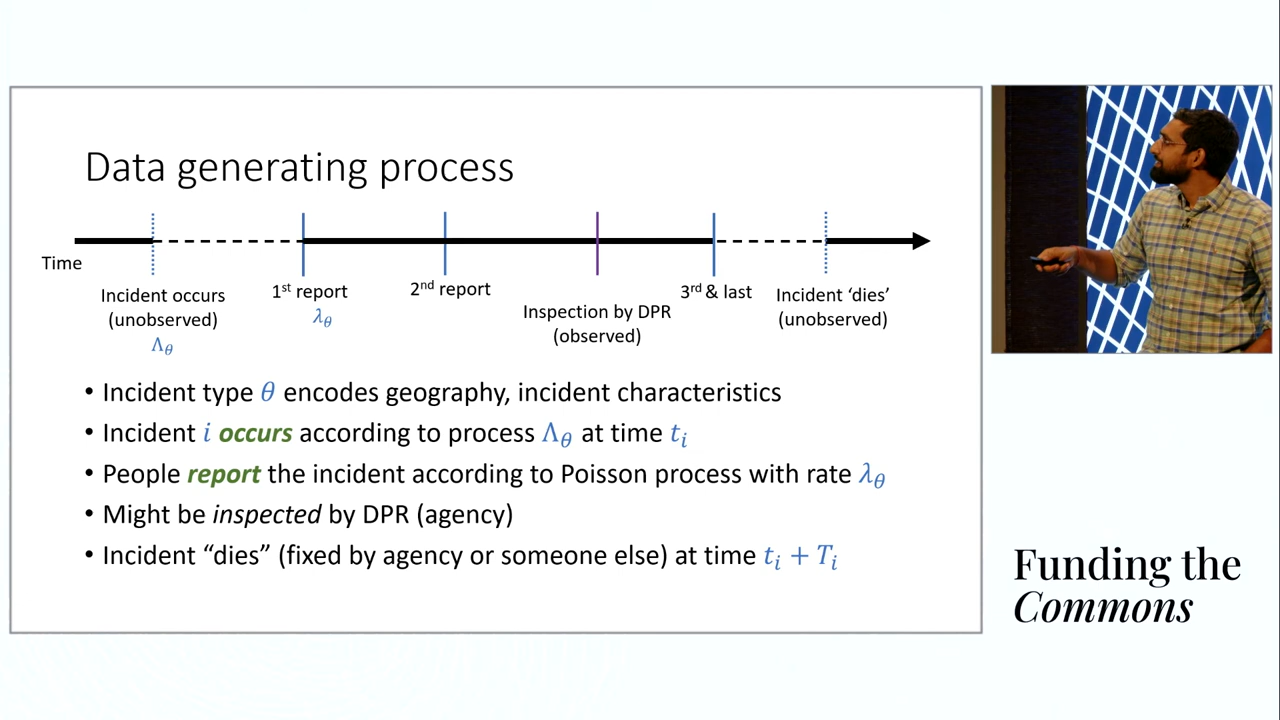 Data generating process
Time
Incident occurs
(unobserved)
Λθ
1st report
λθ
2nd report
Inspection by DPR
(observed)
3rd & last
Incident ‘dies’
(unobserved)
• Incident type θ encodes geography, incident characteristics
• Incident i occurs according to process Λθ at time ti
• People report the incident according to Poisson process with rate λθ
• Might be inspected by DPR (agency)
• Incident “dies” (fixed by agency or someone else) at time ti + Ti
Funding the
Commons